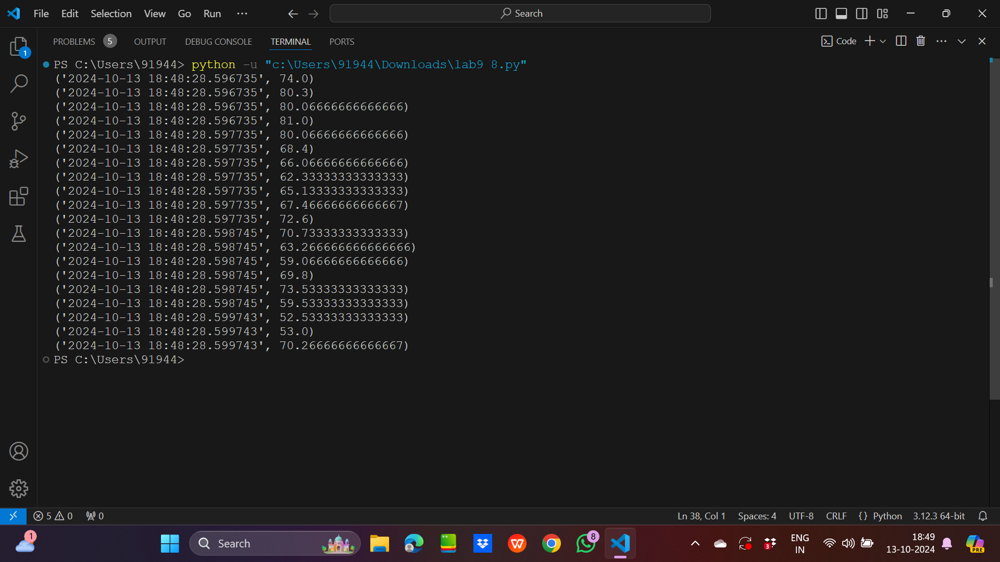 File Edit Selection View Go Run ··· Search
PROBLEMS 5 OUTPUT DEBUG CONSOLE TERMINAL PORTS Code
1
PS C:\Users\91944> python -u "c:\Users\91944\Downloads\lab9 8.py"
('2024-10-13 18:48:28.596735', 74.0)
('2024-10-13 18:48:28.596735', 80.3)
('2024-10-13 18:48:28.596735', 80.06666666666666)
('2024-10-13 18:48:28.596735', 81.0)
('2024-10-13 18:48:28.597735', 80.06666666666666)
('2024-10-13 18:48:28.597735', 68.4)
('2024-10-13 18:48:28.597735', 66.06666666666666)
('2024-10-13 18:48:28.597735', 62.33333333333333)
('2024-10-13 18:48:28.597735', 65.13333333333333)
('2024-10-13 18:48:28.597735', 67.46666666666667)
('2024-10-13 18:48:28.597735', 72.6)
('2024-10-13 18:48:28.598745', 70.73333333333333)
('2024-10-13 18:48:28.598745', 63.266666666666666)
('2024-10-13 18:48:28.598745', 59.06666666666666)
('2024-10-13 18:48:28.598745', 69.8)
('2024-10-13 18:48:28.598745', 73.53333333333333)
('2024-10-13 18:48:28.598745', 59.53333333333333)
('2024-10-13 18:48:28.599743', 52.53333333333333)
('2024-10-13 18:48:28.599743', 53.0)
('2024-10-13 18:48:28.599743', 70.26666666666667)
PS C:\Users\91944>
5 0 0 Ln 38, Col 1 Spaces: 4 UTF-8 CRLF {} Python 3.12.3 64-bit
1 Search W 8 3 ENG 18:49
IN 13-10-2024 PRE